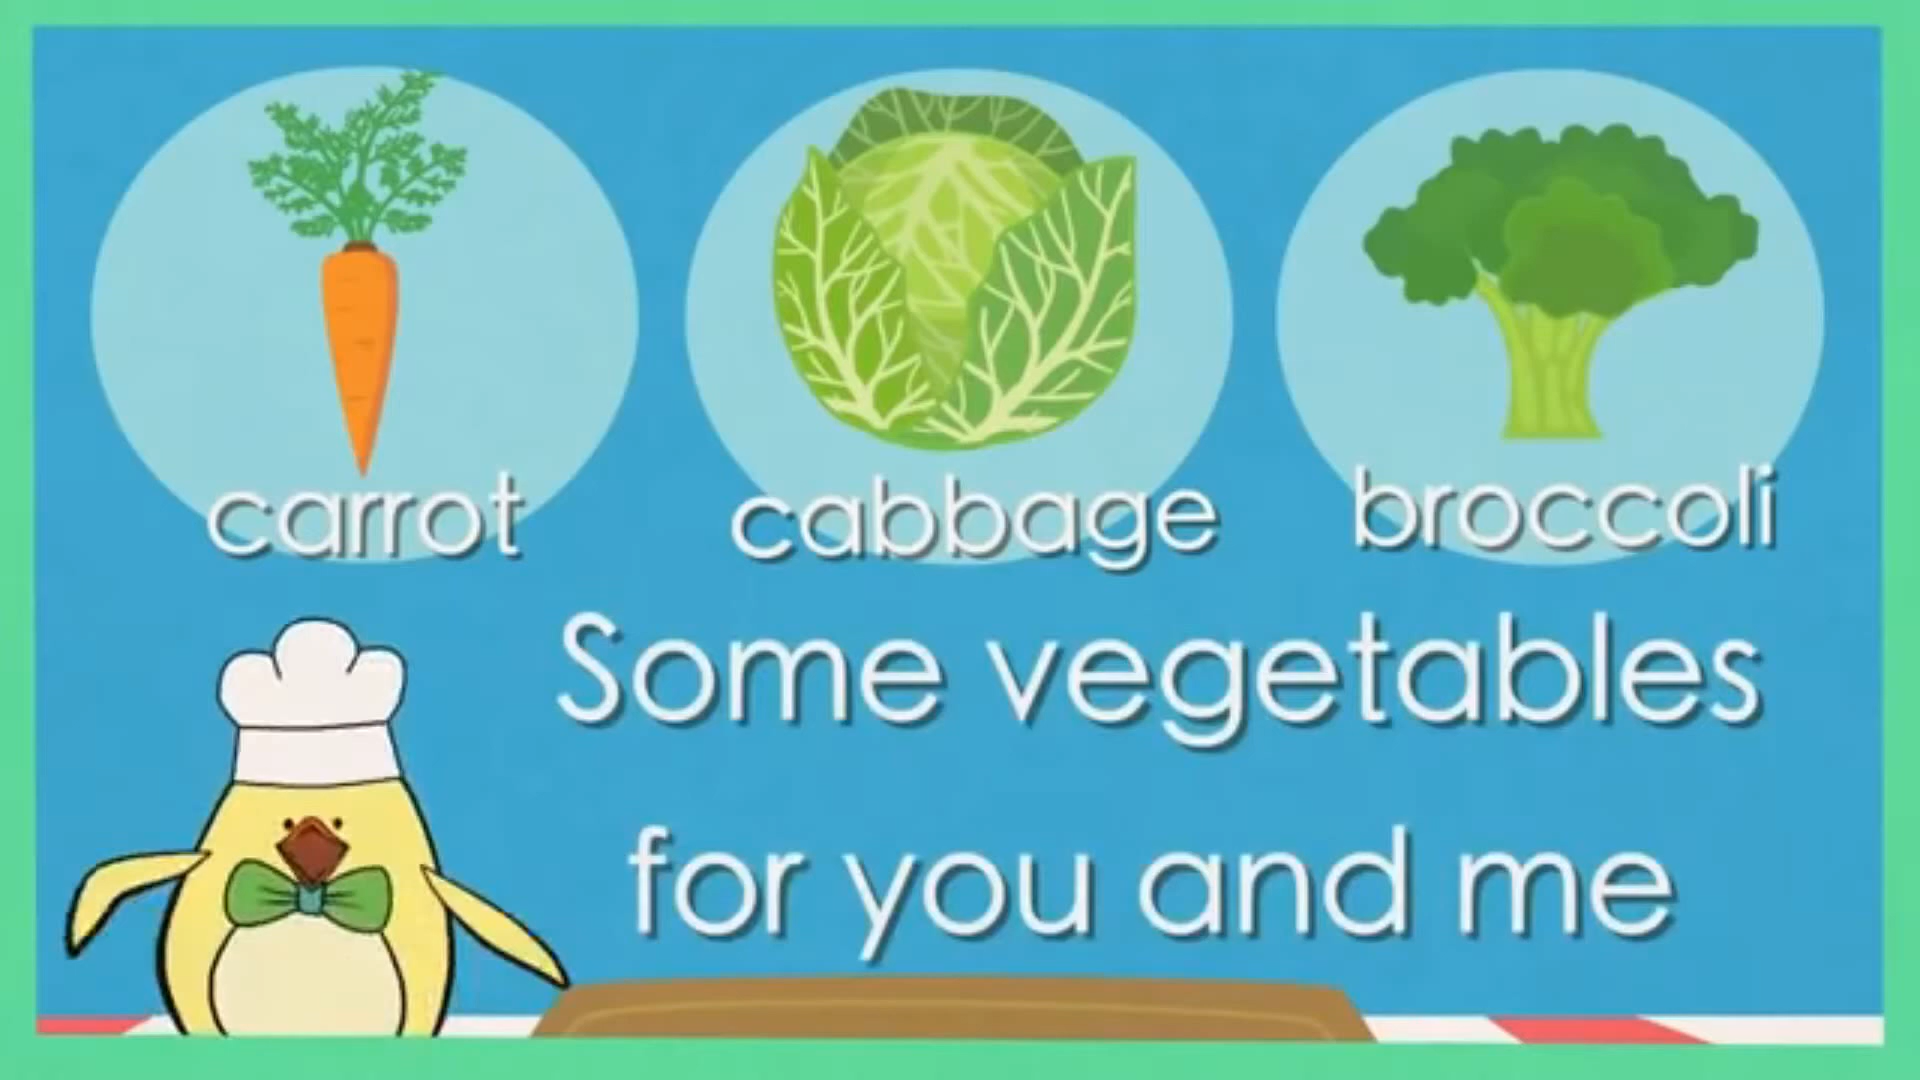 carrot
cabbage
broccoli
Some vegetables
for you and me